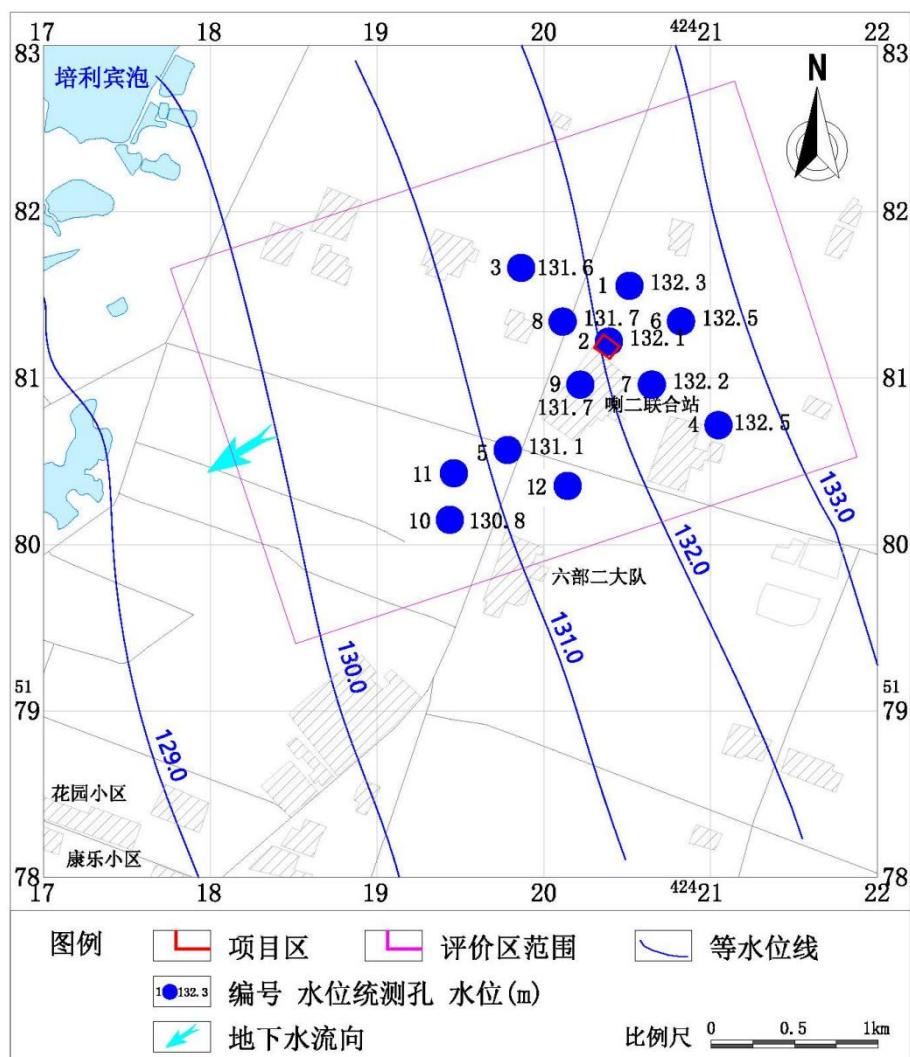 17 18 19 20 424 21 22
83 83
培利宾泡
N
82 82
3 131.6
1 132.3
8 131.7
6 132.5
2 132.1
81 81
9 131.7
7 132.2
喇二联合站
4 132.5
5 131.1
11
12
10 130.8
133.0
80 80
六部二大队
132.0
131.0
130.0
51 51
79 79
129.0
花园小区
康乐小区
78 78
17 18 19 20 424 21 22
图例 项目区 评价区范围 等水位线
1 132.3 编号 水位统测孔 水位(m)
地下水流向 比例尺 0 0.5 1km